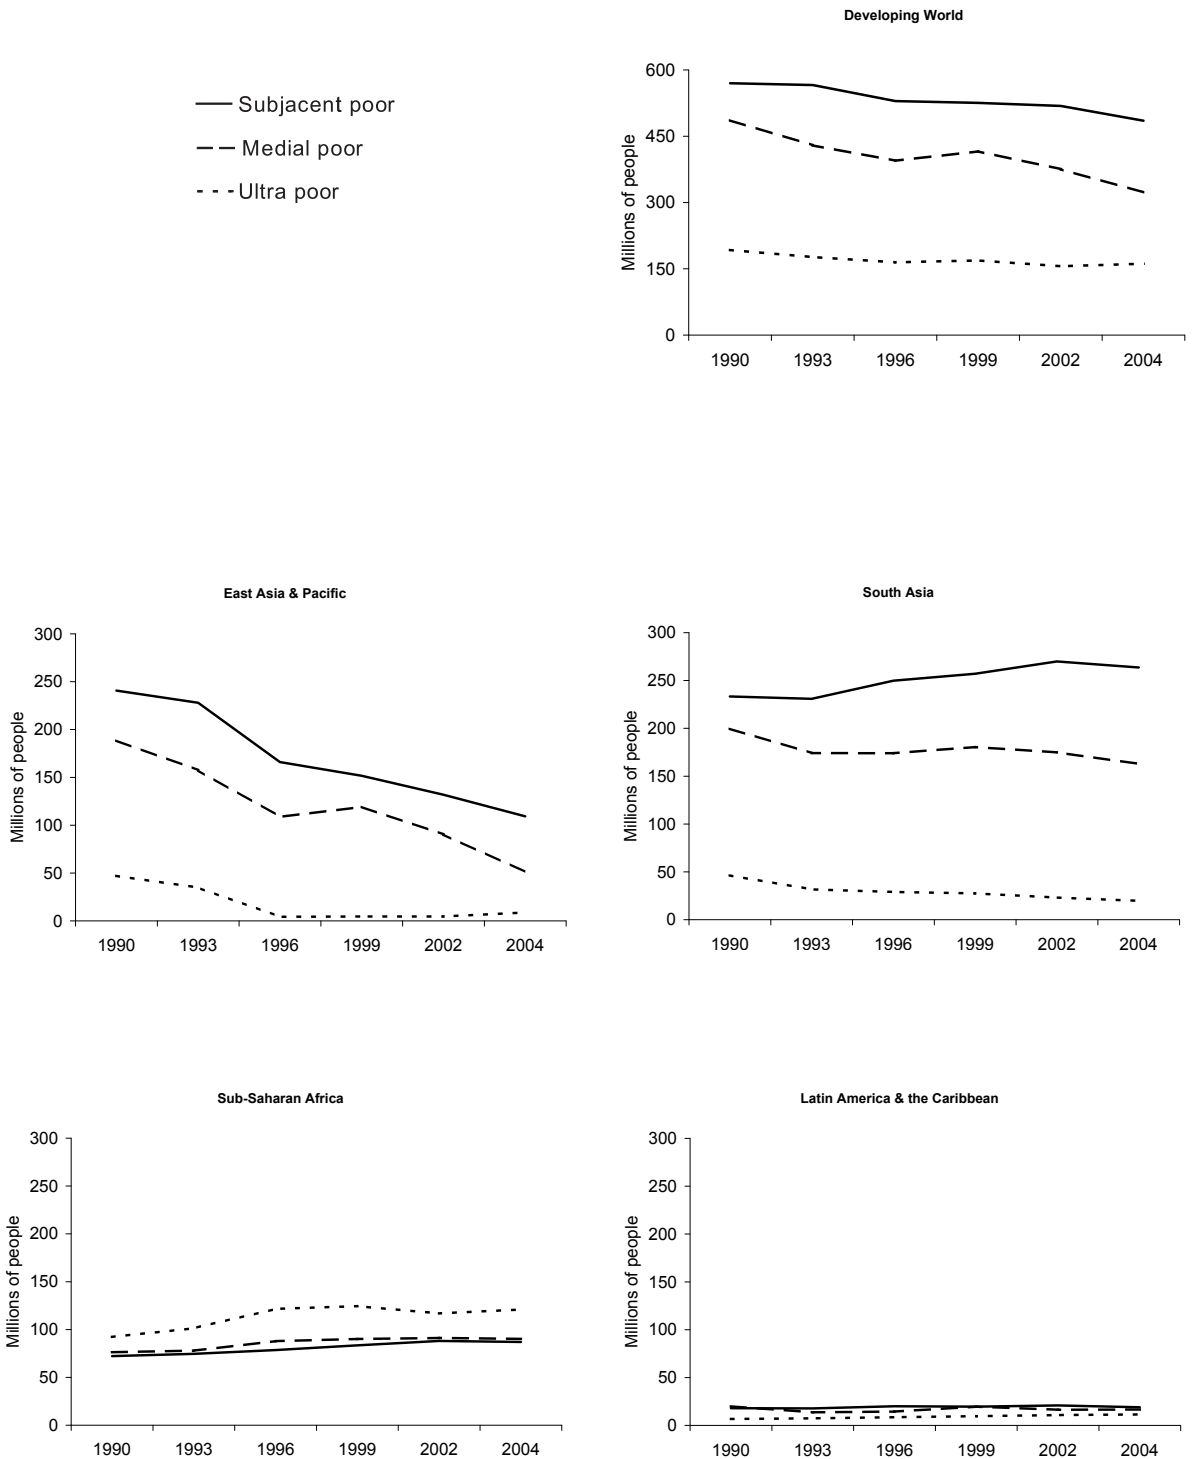 Developing World
Subjacent poor
Medial poor
Ultra poor
Millions of people
600
450
300
150
0
1990 1993 1996 1999 2002 2004
East Asia & Pacific
Millions of people
300
250
200
150
100
50
0
1990 1993 1996 1999 2002 2004
South Asia
Millions of people
300
250
200
150
100
50
0
1990 1993 1996 1999 2002 2004
Sub-Saharan Africa
Millions of people
300
250
200
150
100
50
0
1990 1993 1996 1999 2002 2004
Latin America & the Caribbean
Millions of people
300
250
200
150
100
50
0
1990 1993 1996 1999 2002 2004